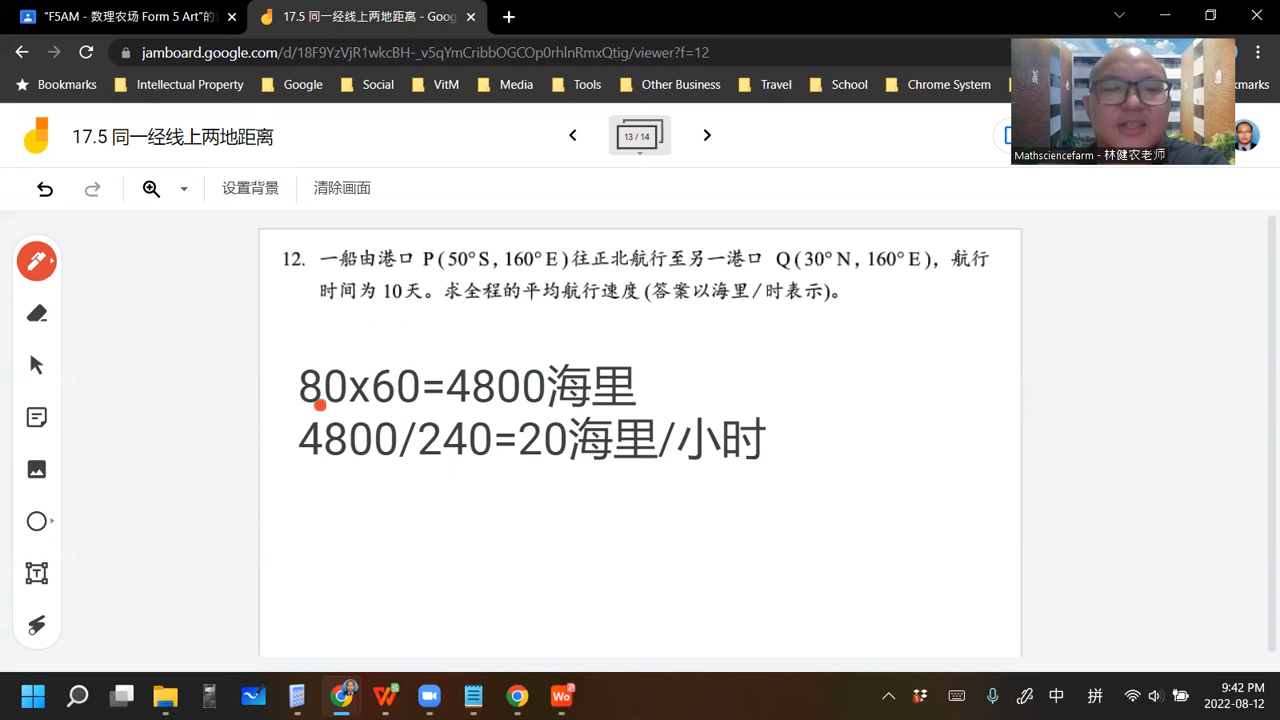 "F5AM - 数理农场 Form 5 Art"的
17.5 同一经线上两地距离 - Goog
jamboard.google.com/d/18F9YzVjR1wkcBH-_v5qYmCribbOGCOp0rhlnRmxQtig/viewer?f=12
Bookmarks
Intellectual Property
Google
Social
VitM
Media
Tools
Other Business
Travel
School
Chrome System
kmarks
Mathsciencefarm - 林健农老师
17.5 同一经线上两地距离
13 / 14
设置背景
清除画面
12. 一船由港口 P(50°S,160°E)往正北航行至另一港口 Q(30°N,160°E)，航行
时间为 10天。求全程的平均航行速度(答案以海里/时表示)。
80x60=4800海里
4800/240=20海里/小时
中
拼
9:42 PM
2022-08-12